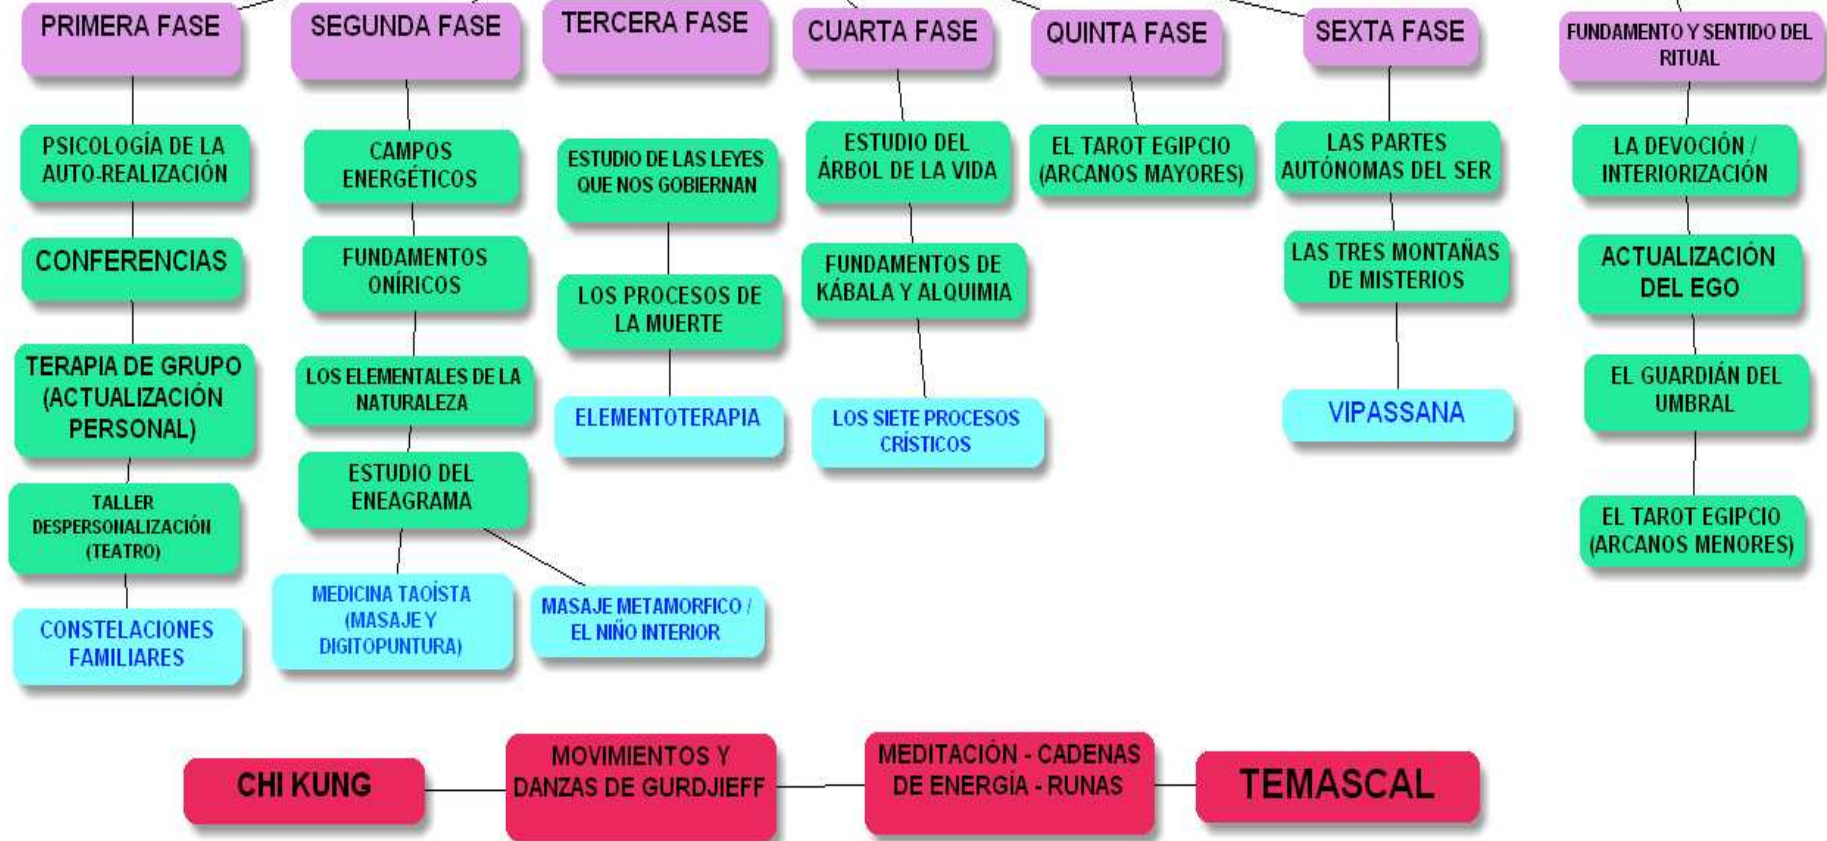 PRIMERA FASE
PSICOLOGÍA DE LA
AUTO-REALIZACIÓN
CONFERENCIAS
TERAPIA DE GRUPO
(ACTUALIZACIÓN
PERSONAL)
TALLER
DESPERSONALIZACIÓN
(TEATRO)
CONSTELACIONES
FAMILIARES
SEGUNDA FASE
CAMPOS
ENERGÉTICOS
FUNDAMENTOS
ONÍRICOS
LOS ELEMENTALES DE LA
NATURALEZA
ESTUDIO DEL
ENEAGRAMA
MEDICINA TAOÍSTA
(MASAJE Y
DIGITOPUNTURA)
MASAJE METAMORFICO /
EL NIÑO INTERIOR
TERCERA FASE
ESTUDIO DE LAS LEYES
QUE NOS GOBIERNAN
LOS PROCESOS DE
LA MUERTE
ELEMENTOTERAPIA
CUARTA FASE
ESTUDIO DEL
ÁRBOL DE LA VIDA
FUNDAMENTOS DE
KÁBALA Y ALQUIMIA
LOS SIETE PROCESOS
CRÍSTICOS
QUINTA FASE
EL TAROT EGIPCIO
(ARCANOS MAYORES)
SEXTA FASE
LAS PARTES
AUTÓNOMAS DEL SER
LAS TRES MONTAÑAS
DE MISTERIOS
VIPASSANA
FUNDAMENTO Y SENTIDO DEL
RITUAL
LA DEVOCIÓN /
INTERIORIZACIÓN
ACTUALIZACIÓN
DEL EGO
EL GUARDIÁN DEL
UMBRAL
EL TAROT EGIPCIO
(ARCANOS MENORES)
CHI KUNG
MOVIMIENTOS Y
DANZAS DE GURDJIEFF
MEDITACIÓN - CADENAS
DE ENERGÍA - RUNAS
TEMASCAL